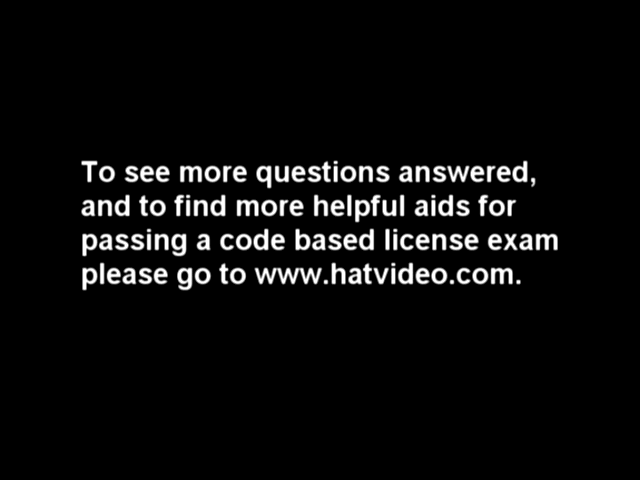 To see more questions answered,
and to find more helpful aids for
passing a code based license exam
please go to www.hatvideo.com.